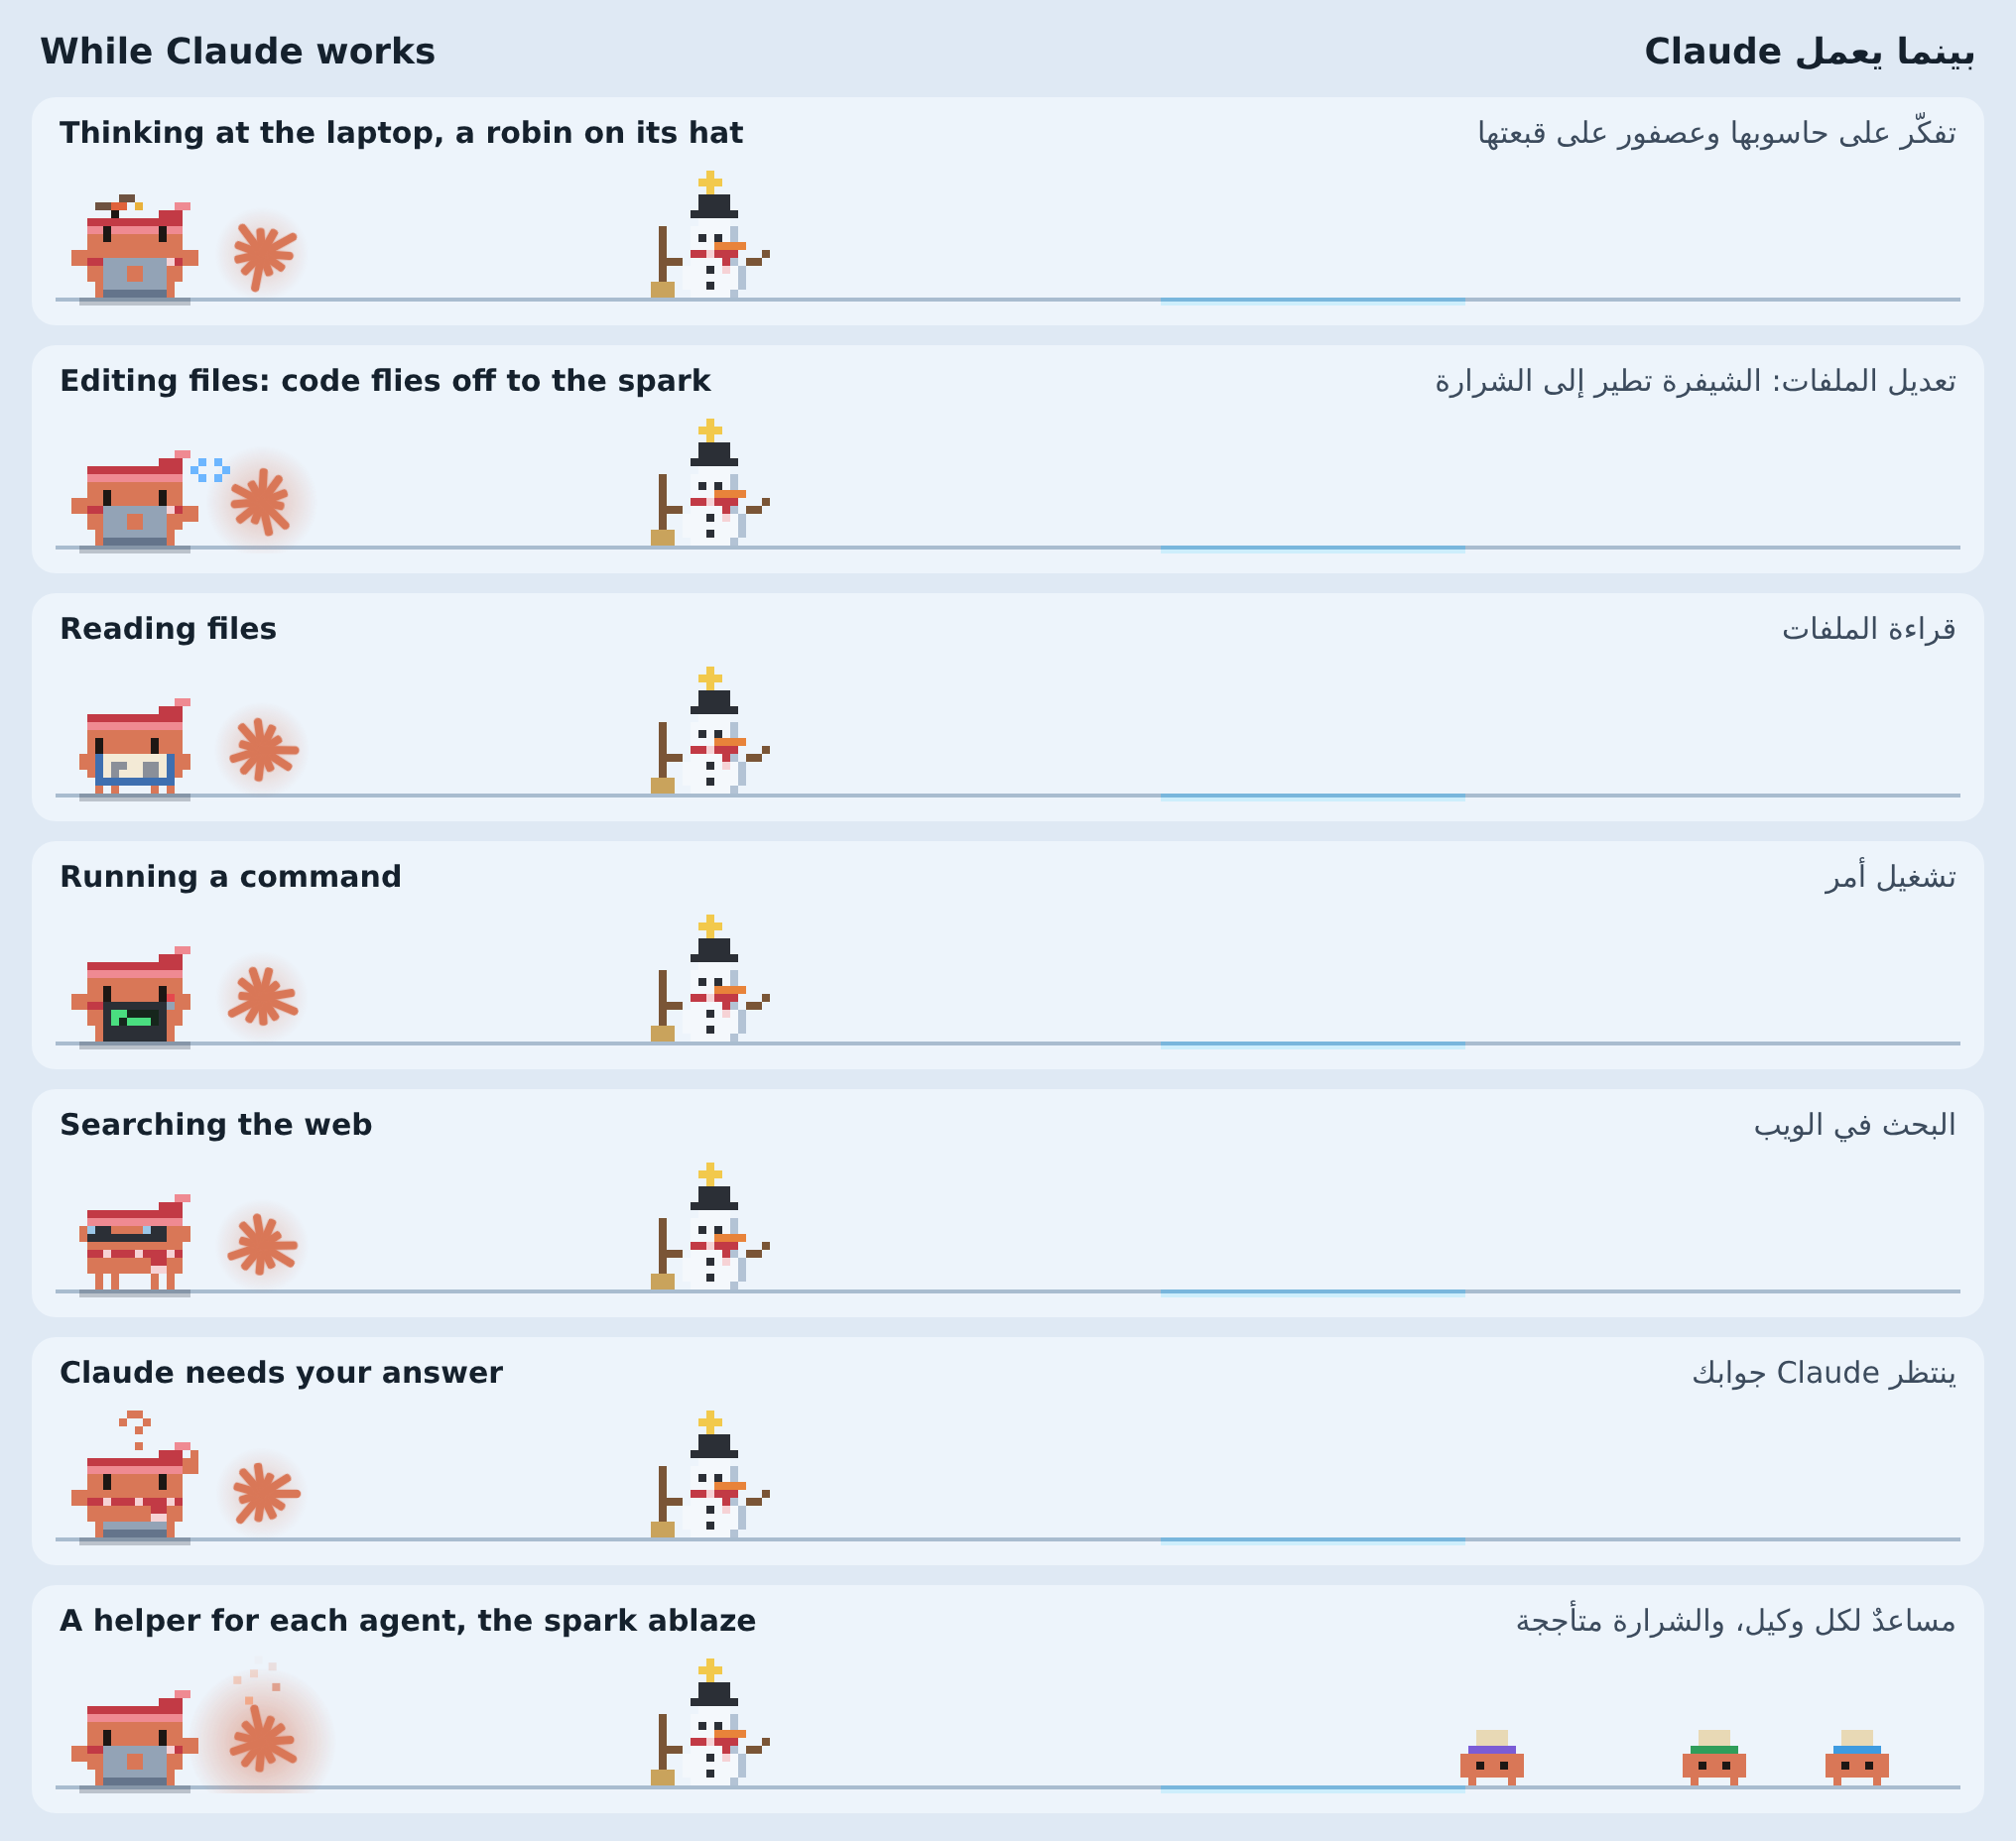 While Claude works
بينما يعمل Claude
Thinking at the laptop, a robin on its hat
تفكّر على حاسوبها وعصفور على قبعتها
Editing files: code flies off to the spark
تعديل الملفات: الشيفرة تطير إلى الشرارة
Reading files
قراءة الملفات
Running a command
تشغيل أمر
Searching the web
البحث في الويب
Claude needs your answer
ينتظر Claude جوابك
A helper for each agent, the spark ablaze
مساعدٌ لكل وكيل، والشرارة متأججة